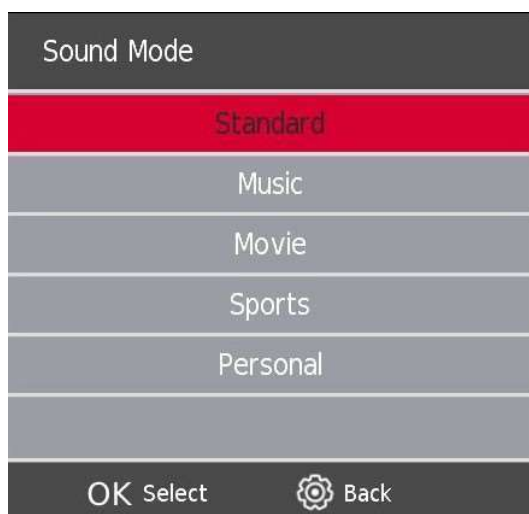 Sound Mode
Standard
Music
Movie
Sports
Personal
OK Select Back